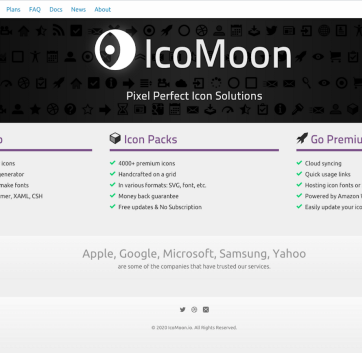 Plans FAQ Docs News About
IcoMoon
Pixel Perfect Icon Solutions
icons
enerator
make fonts
mer, XAML, CSH
Icon Packs
4000+ premium icons
Handcrafted on a grid
In various formats: SVG, font, etc.
Money back guarantee
Free updates & No Subscription
Go Premiu
Cloud syncing
Quick usage links
Hosting icon fonts or
Powered by Amazon
Easily update your ico
Apple, Google, Microsoft, Samsung, Yahoo
are some of the companies that have trusted our services.
© 2020 IcoMoon.io. All Rights Reserved.